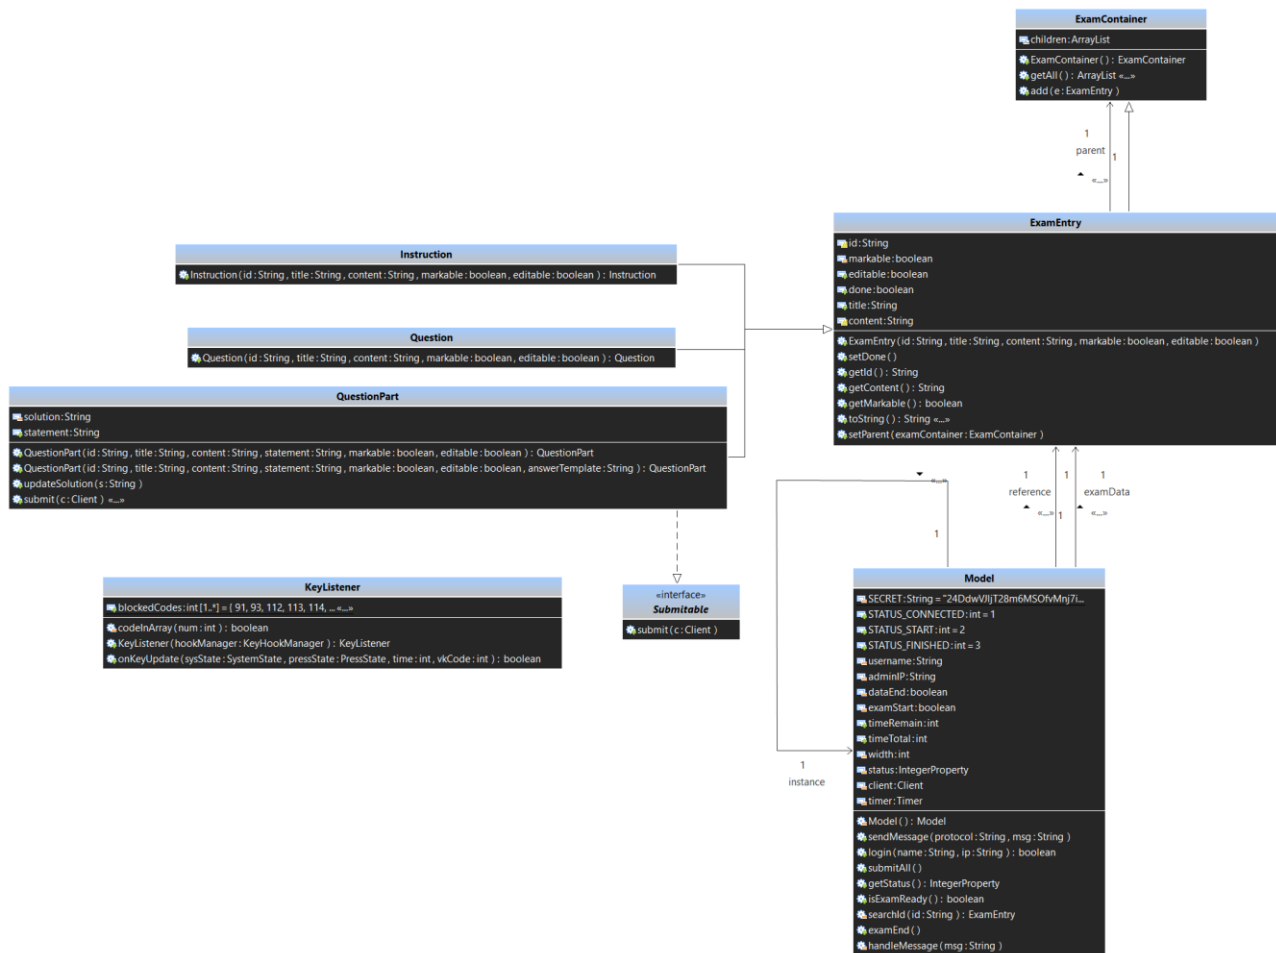 ExamContainer
children:ArrayList
ExamContainer ( ) : ExamContainer
getAll ( ) : ArrayList «...»
add ( e : ExamEntry )
1
parent
1
«...»
ExamEntry
id:String
markable:boolean
editable:boolean
done:boolean
title:String
content:String
ExamEntry ( id : String , title : String , content : String , markable : boolean , editable : boolean )
setDone ( )
getId ( ) : String
getContent ( ) : String
getMarkable ( ) : boolean
toString ( ) : String «...»
setParent ( examContainer : ExamContainer )
Instruction
Instruction ( id : String , title : String , content : String , markable : boolean , editable : boolean ) : Instruction
Question
Question ( id : String , title : String , content : String , markable : boolean , editable : boolean ) : Question
QuestionPart
solution:String
statement:String
QuestionPart ( id : String , title : String , content : String , statement : String , markable : boolean , editable : boolean ) : QuestionPart
QuestionPart ( id : String , title : String , content : String , statement : String , markable : boolean , editable : boolean , answerTemplate : String ) : QuestionPart
updateSolution ( s : String )
submit ( c : Client ) «...»
«...»
1
1
instance
1
reference
«...»
1
1
1
examData
«...»
KeyListener
blockedCodes:int [1..*] = { 91, 93, 112, 113, 114, ... «...»
codeInArray ( num : int ) : boolean
KeyListener ( hookManager : KeyHookManager ) : KeyListener
onKeyUpdate ( sysState : SystemState , pressState : PressState , time : int , vkCode : int ) : boolean
«interface»
Submitable
submit ( c : Client )
Model
SECRET:String = "24DdwVJljT28m6MSOfvMnj7i...
STATUS_CONNECTED:int = 1
STATUS_START:int = 2
STATUS_FINISHED:int = 3
username:String
adminIP:String
dataEnd:boolean
examStart:boolean
timeRemain:int
timeTotal:int
width:int
status:IntegerProperty
client:Client
timer:Timer
Model ( ) : Model
sendMessage ( protocol : String , msg : String )
login ( name : String , ip : String ) : boolean
submitAll ( )
getStatus ( ) : IntegerProperty
isExamReady ( ) : boolean
searchId ( id : String ) : ExamEntry
examEnd ( )
handleMessage ( msg : String )